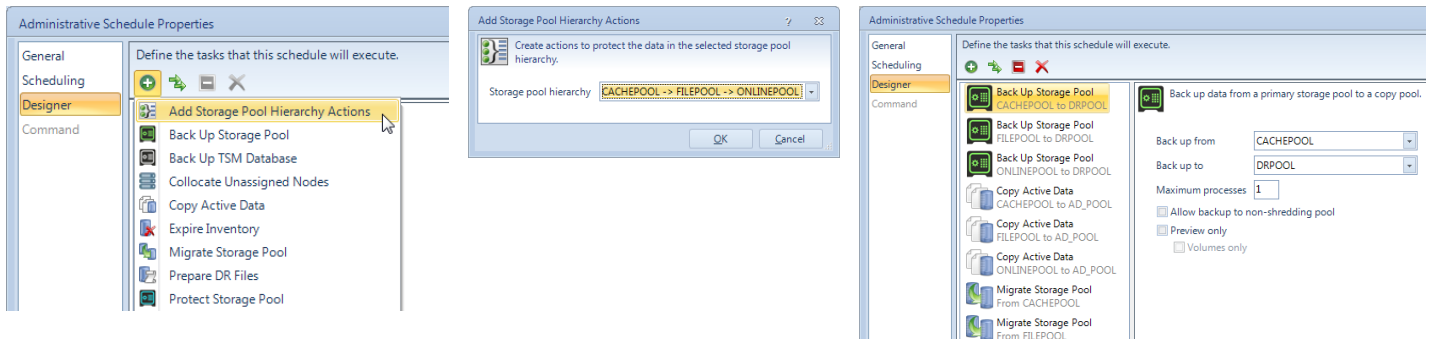 Administrative Schedule Properties
General
Scheduling
Designer
Command
Define the tasks that this schedule will execute.
Add Storage Pool Hierarchy Actions
Back Up Storage Pool
Back Up TSM Database
Collocate Unassigned Nodes
Copy Active Data
Expire Inventory
Migrate Storage Pool
Prepare DR Files
Protect Storage Pool
Add Storage Pool Hierarchy Actions
?
Create actions to protect the data in the selected storage pool
hierarchy.
Storage pool hierarchy CACHEPOOL -> FILEPOOL -> ONLINEPOOL
OK Cancel
Administrative Schedule Properties
General
Scheduling
Designer
Command
Define the tasks that this schedule will execute.
Back Up Storage Pool
CACHEPOOL to DRPOOL
Back Up Storage Pool
FILEPOOL to DRPOOL
Back Up Storage Pool
ONLINEPOOL to DRPOOL
Copy Active Data
CACHEPOOL to AD_POOL
Copy Active Data
FILEPOOL to AD_POOL
Copy Active Data
ONLINEPOOL to AD_POOL
Migrate Storage Pool
From CACHEPOOL
Migrate Storage Pool
From FILEPOOL
Back up data from a primary storage pool to a copy pool.
Back up from CACHEPOOL
Back up to DRPOOL
Maximum processes 1
Allow backup to non-shredding pool
Preview only
Volumes only